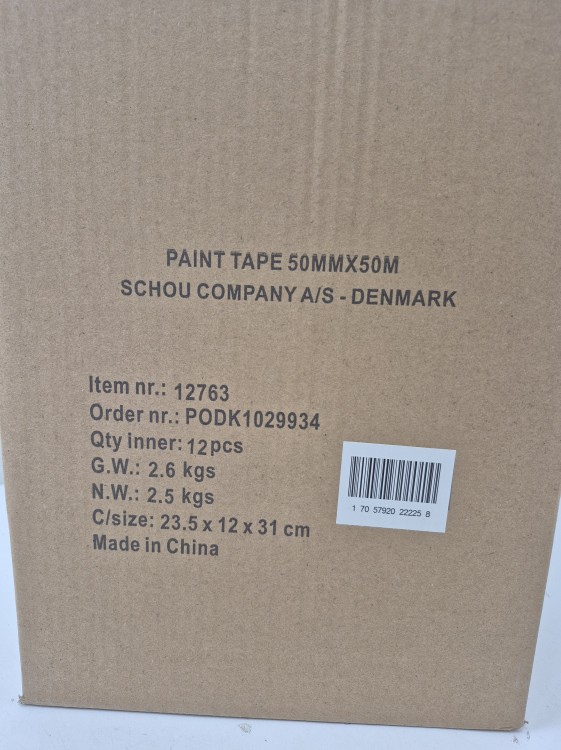 PAINT TAPE 50MMX50M
SCHOU COMPANY A/S - DENMARK
Item nr.: 12763
Order nr.: PODK1029934
Qty inner: 12pcs
G.W.: 2.6 kgs
N.W.: 2.5 kgs
C/size: 23.5 x 12 x 31 cm
Made in China
1 70 57920 22225 8